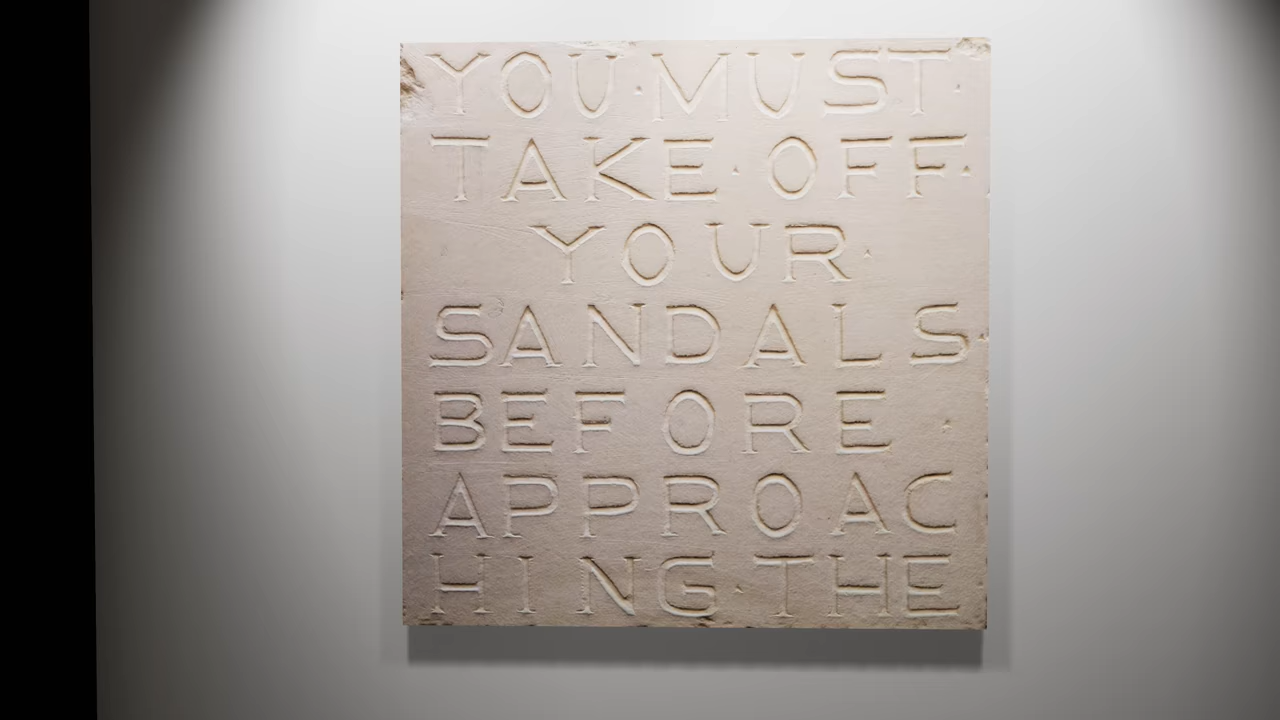 YOU·MUST·
TAKE·OFF·
YOUR·
SANDALS·
BEFORE·
APPROAC
HING·THE